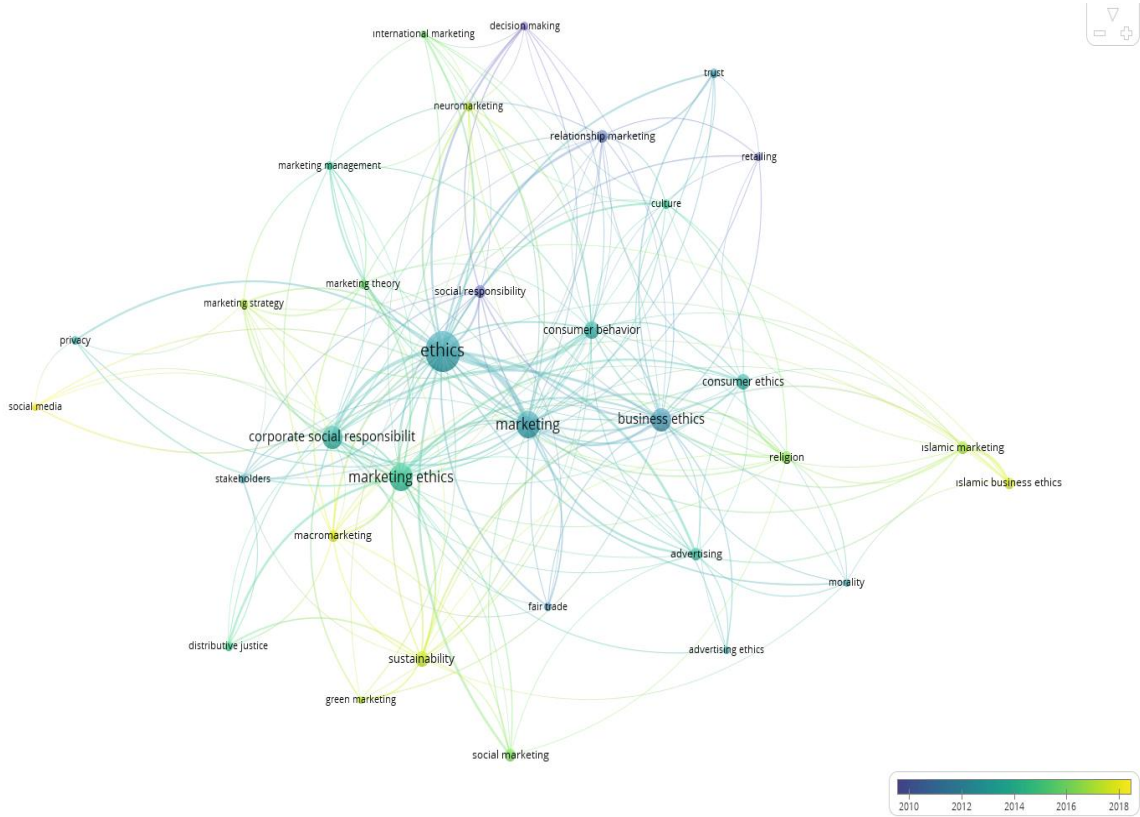 international marketing
decision making
trust
neuromarketing
relationship marketing
retailing
marketing management
culture
marketing theory
social responsibility
marketing strategy
consumer behavior
privacy
ethics
consumer ethics
social media
marketing
business ethics
corporate social responsibilit
religion
ıslamic marketing
stakeholders
marketing ethics
ıslamic business ethics
macromarketing
advertising
morality
fair trade
distributive justice
advertising ethics
sustainability
green marketing
social marketing
2010 2012 2014 2016 2018